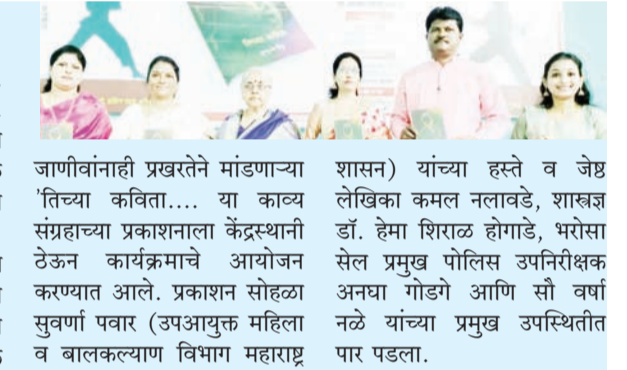 जाणीवांनाही प्रखरतेने मांडणाऱ्या
'तिच्या कविता.... या काव्य
संग्रहाच्या प्रकाशनाला केंद्रस्थानी
ठेऊन कार्यक्रमाचे आयोजन
करण्यात आले. प्रकाशन सोहळा
सुवर्णा पवार (उपआयुक्त महिला
व बालकल्याण विभाग महाराष्ट्र
शासन) यांच्या हस्ते व जेष्ठ
लेखिका कमल नलावडे, शास्त्रज्ञ
डॉ. हेमा शिराळ होगाडे, भरोसा
सेल प्रमुख पोलिस उपनिरीक्षक
अनघा गोडगे आणि सौ वर्षा
नळे यांच्या प्रमुख उपस्थितीत
पार पडला.